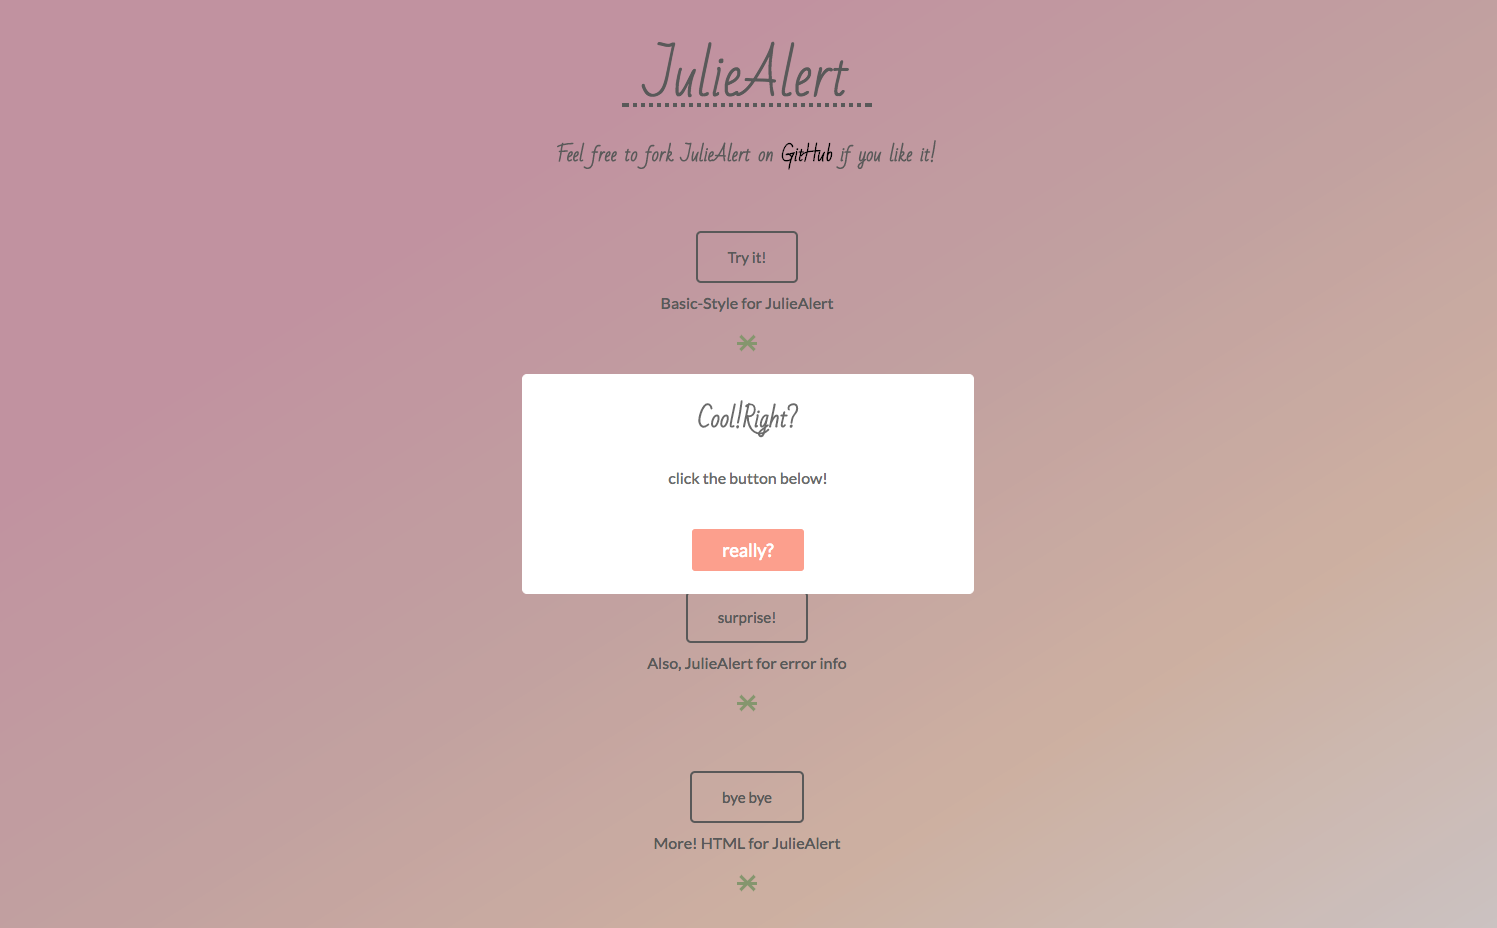 JulieAlert
Feel free to fork JulieAlert on GitHub if you like it!
Try it!
Basic-Style for JulieAlert
Cool!Right?
click the button below!
really?
surprise!
Also, JulieAlert for error info
bye bye
More! HTML for JulieAlert